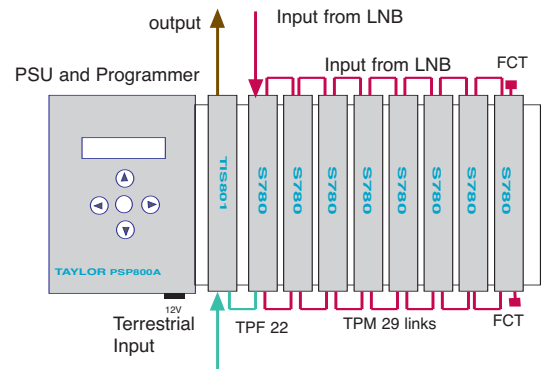 output
Input from LNB
PSU and Programmer
Input from LNB
FCT
TIS801
S780
S780
S780
S780
S780
S780
S780
S780
TAYLOR PSP800A
12V
Terrestrial
Input
TPF 22
TPM 29 links
FCT